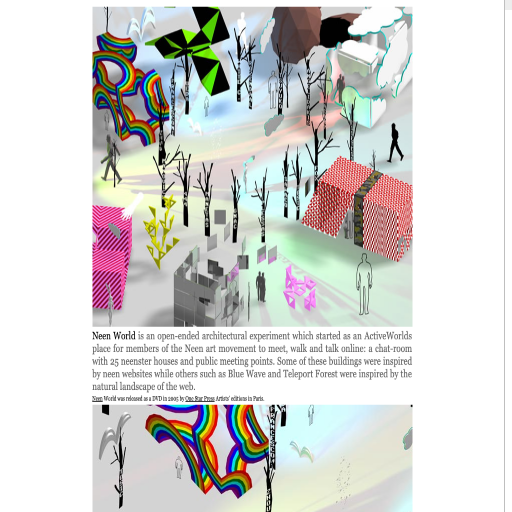 Neen World is an open-ended architectural experiment which started as an ActiveWorlds
place for members of the Neen art movement to meet, walk and talk online: a chat-room
with 25 neenster houses and public meeting points. Some of these buildings were inspired
by neen websites while others such as Blue Wave and Teleport Forest were inspired by the
natural landscape of the web.
Neen World was released as a DVD in 2005 by One Star Press Artists' editions in Paris.